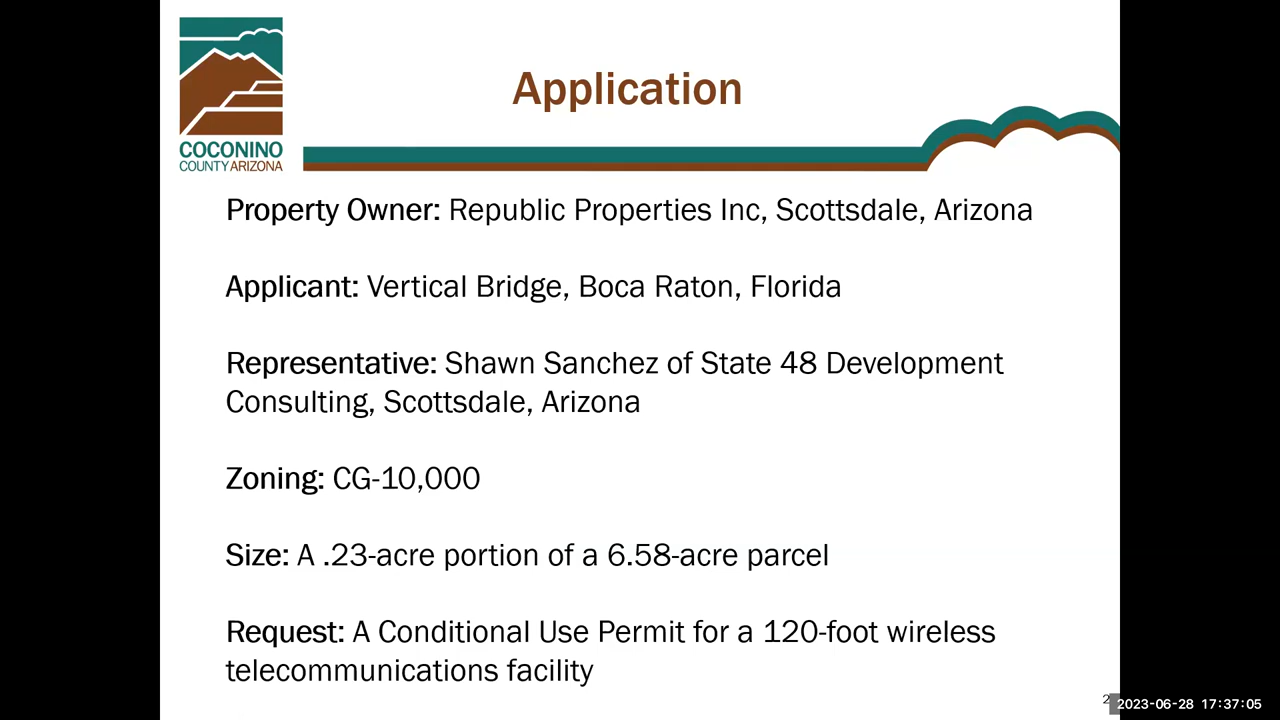 Application
COCONINO
COUNTY ARIZONA
Property Owner: Republic Properties Inc, Scottsdale, Arizona
Applicant: Vertical Bridge, Boca Raton, Florida
Representative: Shawn Sanchez of State 48 Development
Consulting, Scottsdale, Arizona
Zoning: CG-10,000
Size: A .23-acre portion of a 6.58-acre parcel
Request: A Conditional Use Permit for a 120-foot wireless
telecommunications facility
2
2023-06-28 17:37:05